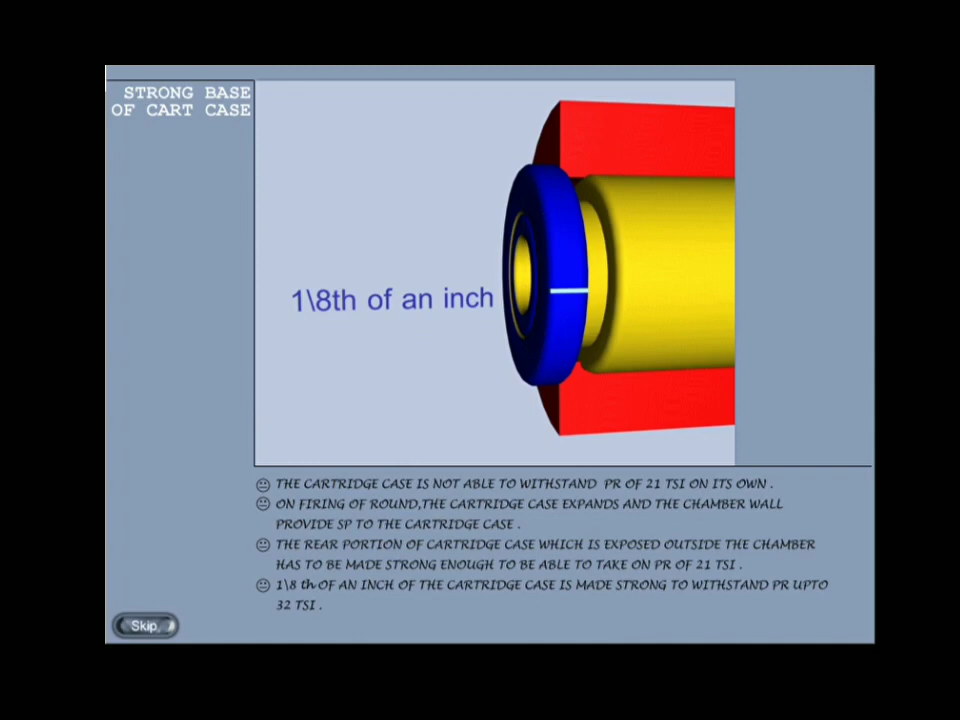 STRONG BASE
OF CART CASE
1\8th of an inch
THE CARTRIDGE CASE IS NOT ABLE TO WITHSTAND PR OF 21 TSI ON ITS OWN .
ON FIRING OF ROUND,THE CARTRIDGE CASE EXPANDS AND THE CHAMBER WALL
PROVIDE SP TO THE CARTRIDGE CASE .
THE REAR PORTION OF CARTRIDGE CASE WHICH IS EXPOSED OUTSIDE THE CHAMBER
HAS TO BE MADE STRONG ENOUGH TO BE ABLE TO TAKE ON PR OF 21 TSI .
1\8 th OF AN INCH OF THE CARTRIDGE CASE IS MADE STRONG TO WITHSTAND PR UPTO
32 TSI .
Skip